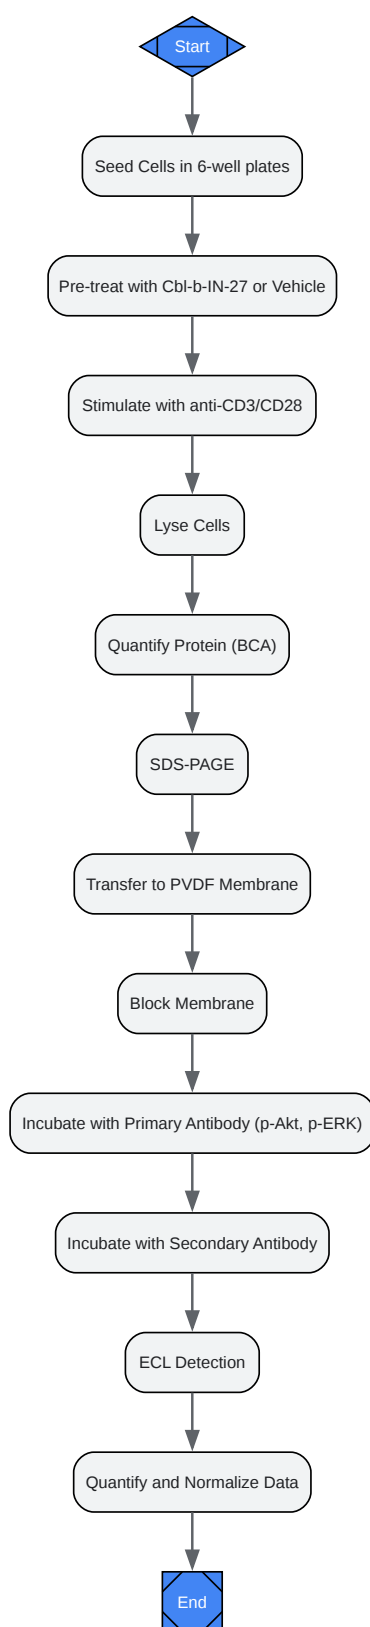 Start
Seed Cells in 6-well plates
Pre-treat with Cbl-b-IN-27 or Vehicle
Stimulate with anti-CD3/CD28
Lyse Cells
Quantify Protein (BCA)
SDS-PAGE
Transfer to PVDF Membrane
Block Membrane
Incubate with Primary Antibody (p-Akt, p-ERK)
Incubate with Secondary Antibody
ECL Detection
Quantify and Normalize Data
End